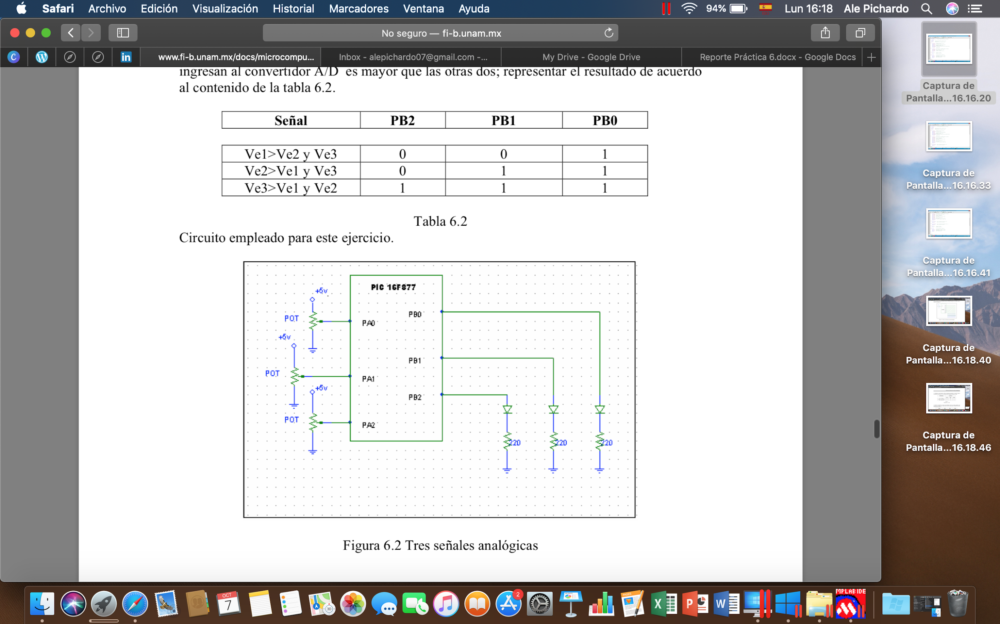 Safari Archivo Edición Visualización Historial Marcadores Ventana Ayuda 94% Lun 16:18 Ale Pichardo
No seguro — fi-b.unam.mx
www.fi-b.unam.mx/docs/microcompu... Inbox - alepichardo07@gmail.com -... My Drive - Google Drive Reporte Práctica 6.docx - Google Docs
ingresan al convertidor A/D es mayor que las otras dos; representar el resultado de acuerdo
al contenido de la tabla 6.2.
Señal PB2 PB1 PB0
Ve1>Ve2 y Ve3 0 0 1
Ve2>Ve1 y Ve3 0 1 1
Ve3>Ve1 y Ve2 1 1 1
Tabla 6.2
Circuito empleado para este ejercicio.
PIC 16F877
+5v
PB0
POT
PA0
+5v
PB1
POT
PA1
+5v
PB2
POT
PA2
220 220 220
Figura 6.2 Tres señales analógicas
Captura de
Pantalla...16.16.20
Captura de
Pantalla...16.16.33
Captura de
Pantalla...16.16.41
Captura de
Pantalla...16.18.40
Captura de
Pantalla...16.18.46
OCT
7
3D
PAGES
2
X
P
W
MPLAB IDE